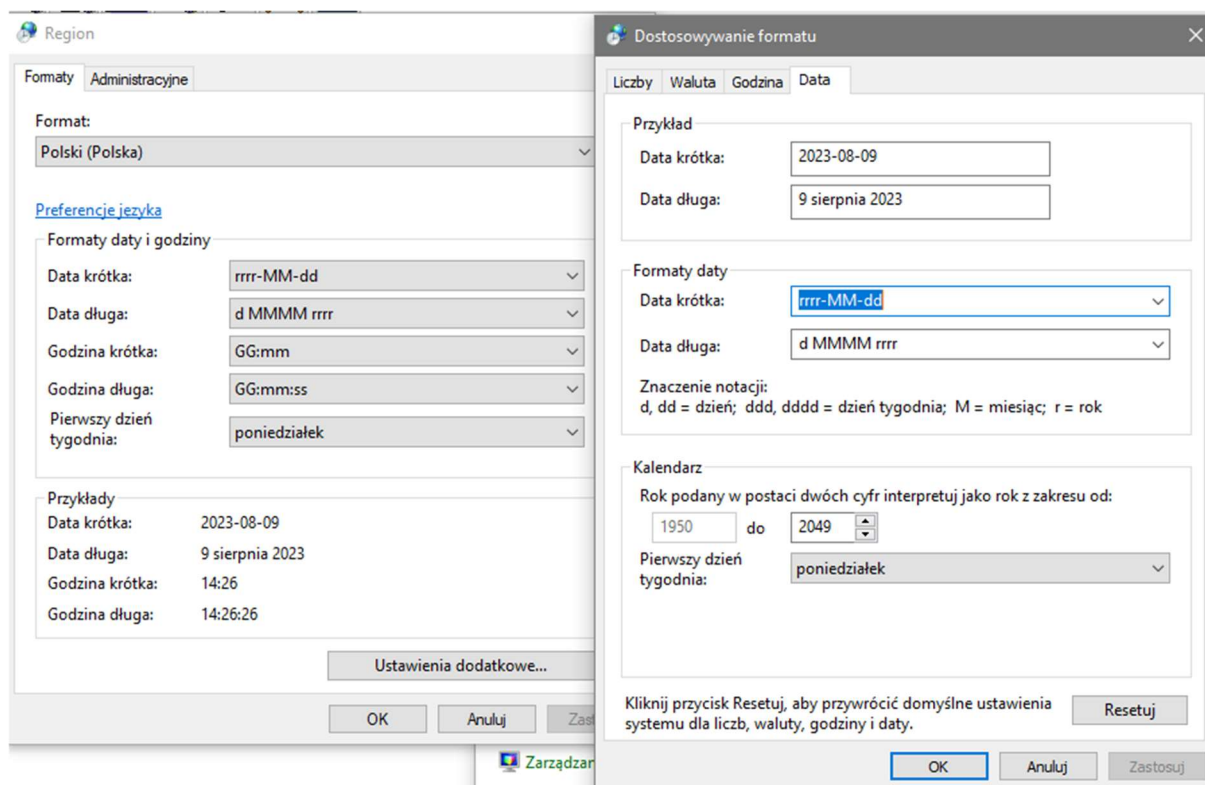 Region
Formaty Administracyjne
Format:
Polski (Polska)
Preferencje języka
Formaty daty i godziny
Data krótka: rrrr-MM-dd
Data długa: d MMMM rrrr
Godzina krótka: GG:mm
Godzina długa: GG:mm:ss
Pierwszy dzień
tygodnia: poniedziałek
Przykłady
Data krótka: 2023-08-09
Data długa: 9 sierpnia 2023
Godzina krótka: 14:26
Godzina długa: 14:26:26
Ustawienia dodatkowe...
OK Anuluj Zas
Zarządzan
Dostosowywanie formatu
Liczby Waluta Godzina Data
Przykład
Data krótka: 2023-08-09
Data długa: 9 sierpnia 2023
Formaty daty
Data krótka: rrrr-MM-dd
Data długa: d MMMM rrrr
Znaczenie notacji:
d, dd = dzień; ddd, dddd = dzień tygodnia; M = miesiąc; r = rok
Kalendarz
Rok podany w postaci dwóch cyfr interpretuj jako rok z zakresu od:
1950 do 2049
Pierwszy dzień
tygodnia: poniedziałek
Kliknij przycisk Resetuj, aby przywrócić domyślne ustawienia
systemu dla liczb, waluty, godziny i daty.
Resetuj
OK Anuluj Zastosuj